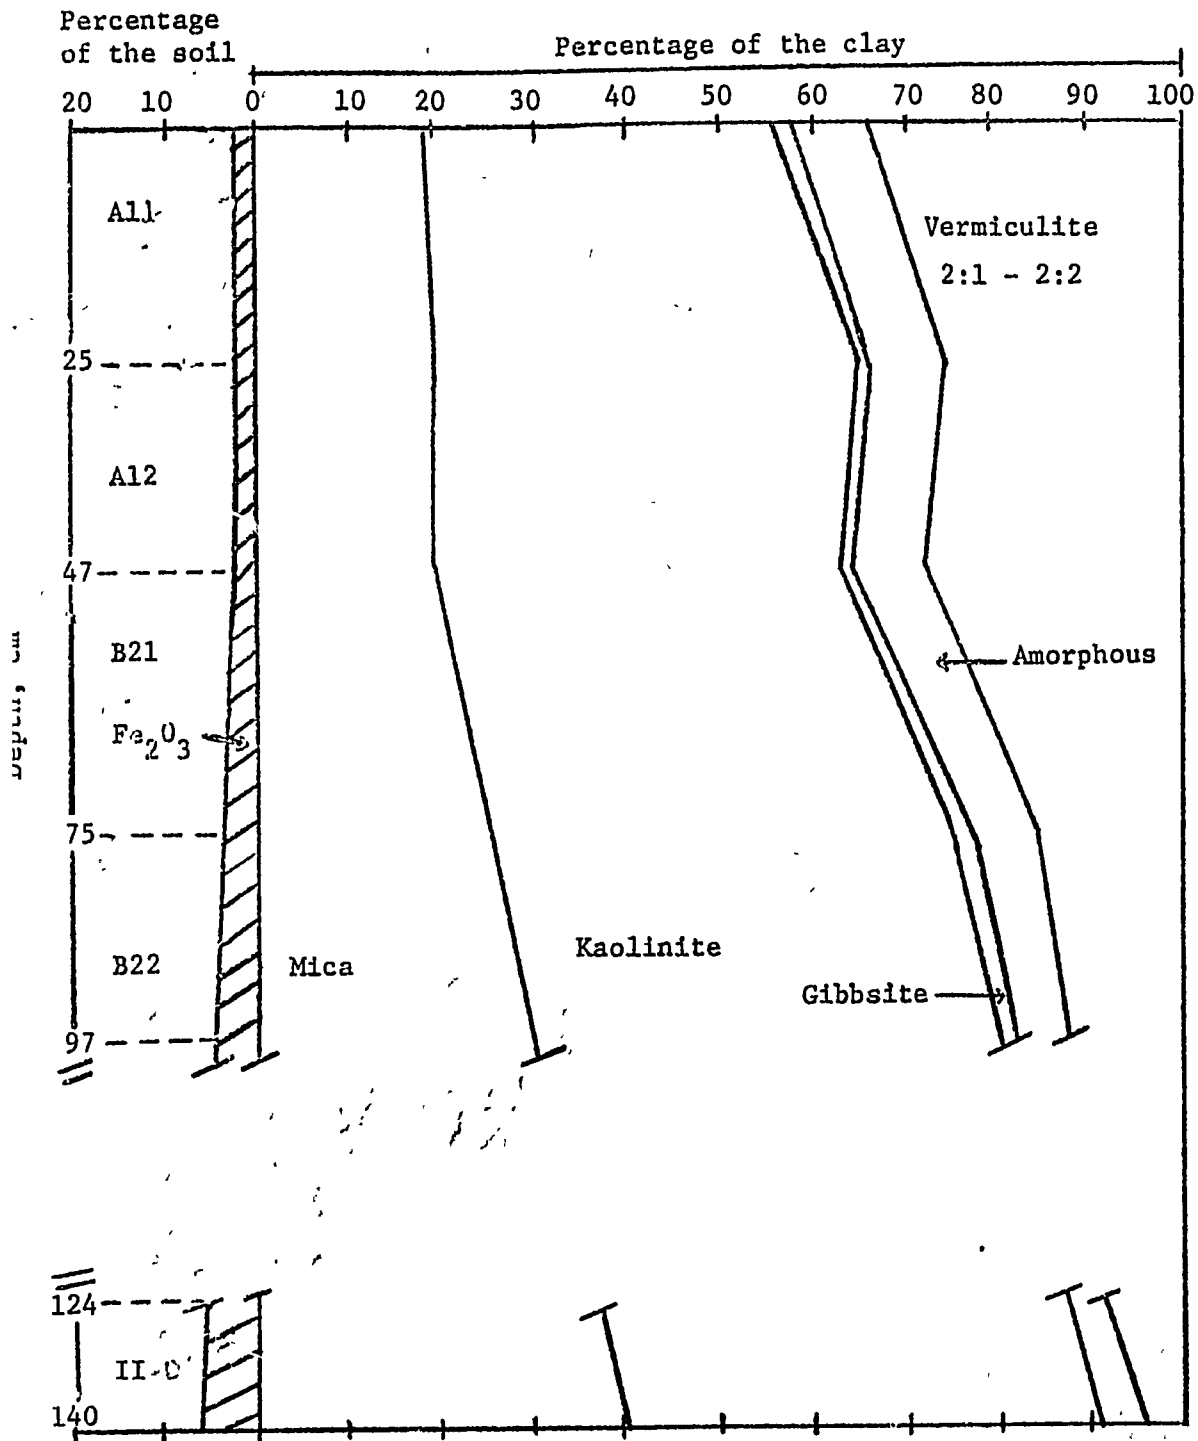 Percentage
of the soil
Percentage of the clay
20 10 0 10 20 30 40 50 60 70 80 90 100
A11
Vermiculite
2:1 - 2:2
25
A12
47
B21
Amorphous
Fe2O3
75
Kaolinite
B22
Mica
Gibbsite
97
124
140